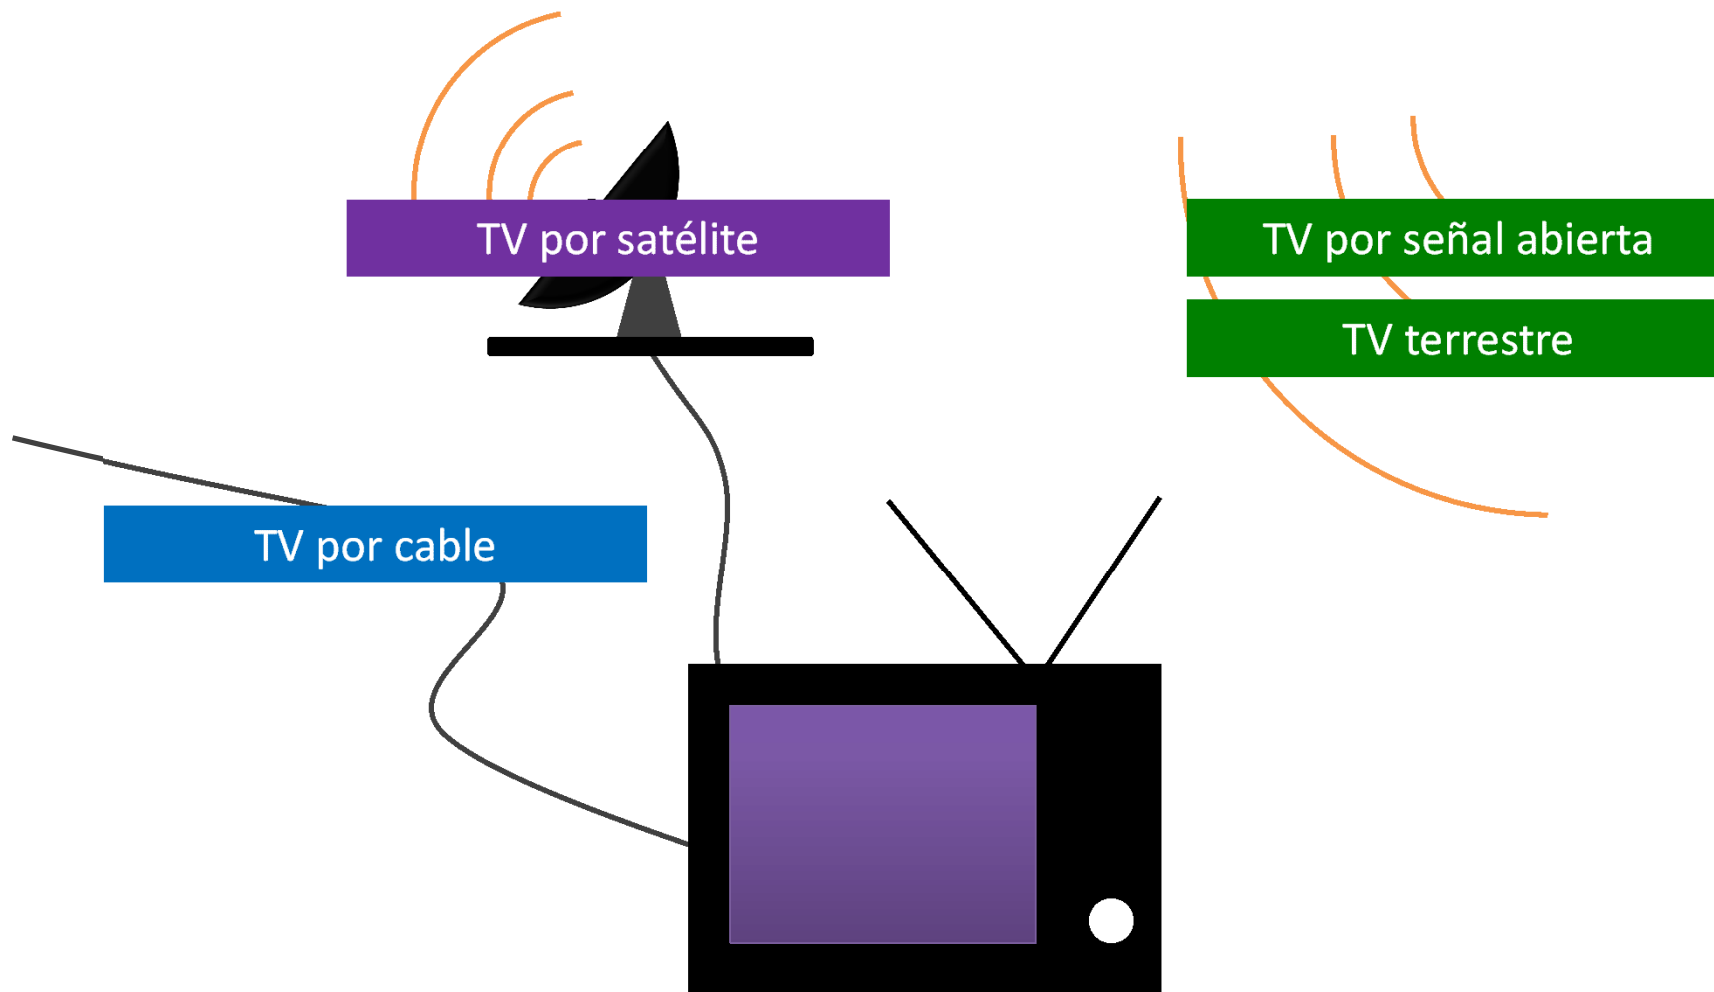 TV por satélite
TV por señal abierta
TV terrestre
TV por cable